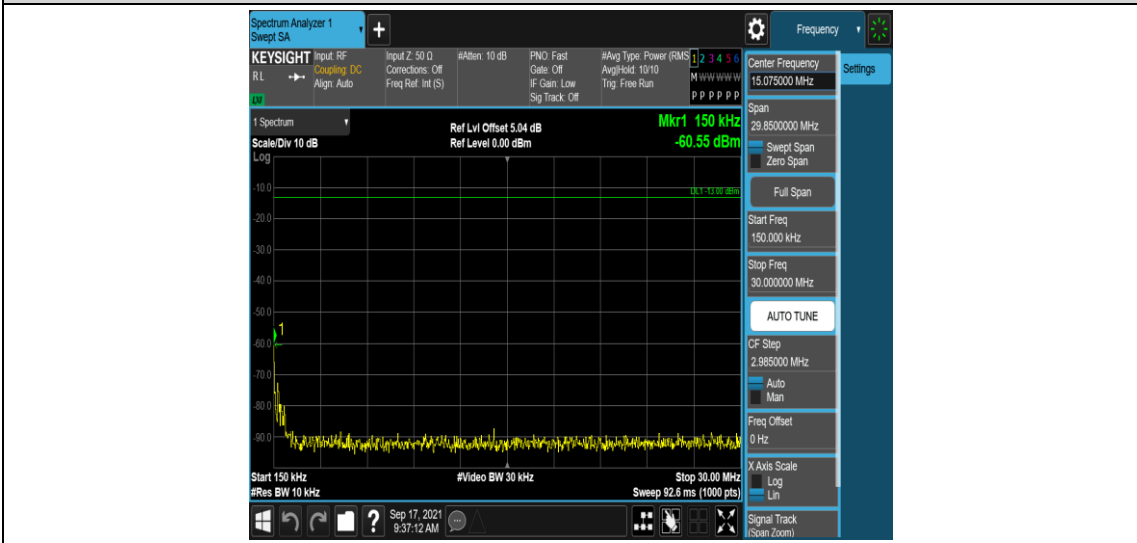 Spectrum Analyzer 1
Swept SA
+
Frequency
KEYSIGHT
RL
LXI
Input: RF
Coupling: DC
Align: Auto
Input Z: 50 Ω
Corrections: Off
Freq Ref: Int (S)
#Atten: 10 dB
PNO: Fast
Gate: Off
IF Gain: Low
Sig Track: Off
#Avg Type: Power (RMS
Avg|Hold: 10/10
Trig: Free Run
1 2 3 4 5 6
M W W W W W
P P P P P P
1 Spectrum
Scale/Div 10 dB
Log
Ref Lvl Offset 5.04 dB
Ref Level 0.00 dBm
Mkr1 150 kHz
-60.55 dBm
DL1 -13.00 dBm
-10.0
-20.0
-30.0
-40.0
-50.0
1
-60.0
-70.0
-80.0
-90.0
Start 150 kHz
#Res BW 10 kHz
#Video BW 30 kHz
Stop 30.00 MHz
Sweep 92.6 ms (1000 pts)
?
Sep 17, 2021
9:37:12 AM
Center Frequency
15.075000 MHz
Span
29.8500000 MHz
Swept Span
Zero Span
Full Span
Start Freq
150.000 kHz
Stop Freq
30.000000 MHz
AUTO TUNE
CF Step
2.985000 MHz
Auto
Man
Freq Offset
0 Hz
X Axis Scale
Log
Lin
Signal Track
(Span Zoom)
Settings